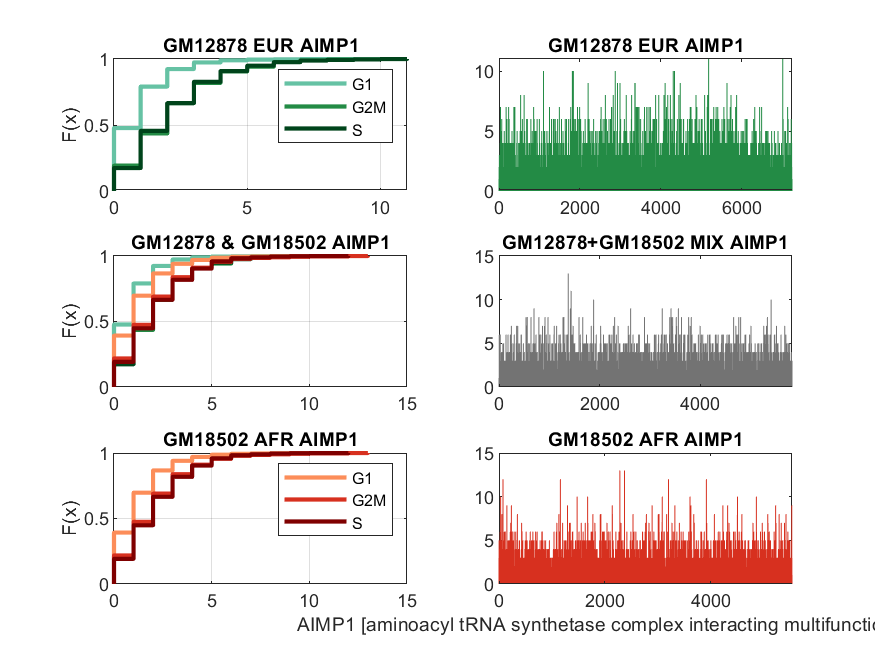 GM12878 EUR AIMP1
F(x)
1
0.5
0
0 5 10
G1
G2M
S
GM12878 EUR AIMP1
10
5
0
0 2000 4000 6000
GM12878 & GM18502 AIMP1
F(x)
1
0.5
0
0 5 10 15
GM12878+GM18502 MIX AIMP1
15
10
5
0
0 2000 4000
GM18502 AFR AIMP1
F(x)
1
0.5
0
0 5 10 15
G1
G2M
S
GM18502 AFR AIMP1
15
10
5
0
0 2000 4000
AIMP1 [aminoacyl tRNA synthetase complex interacting multifunctic